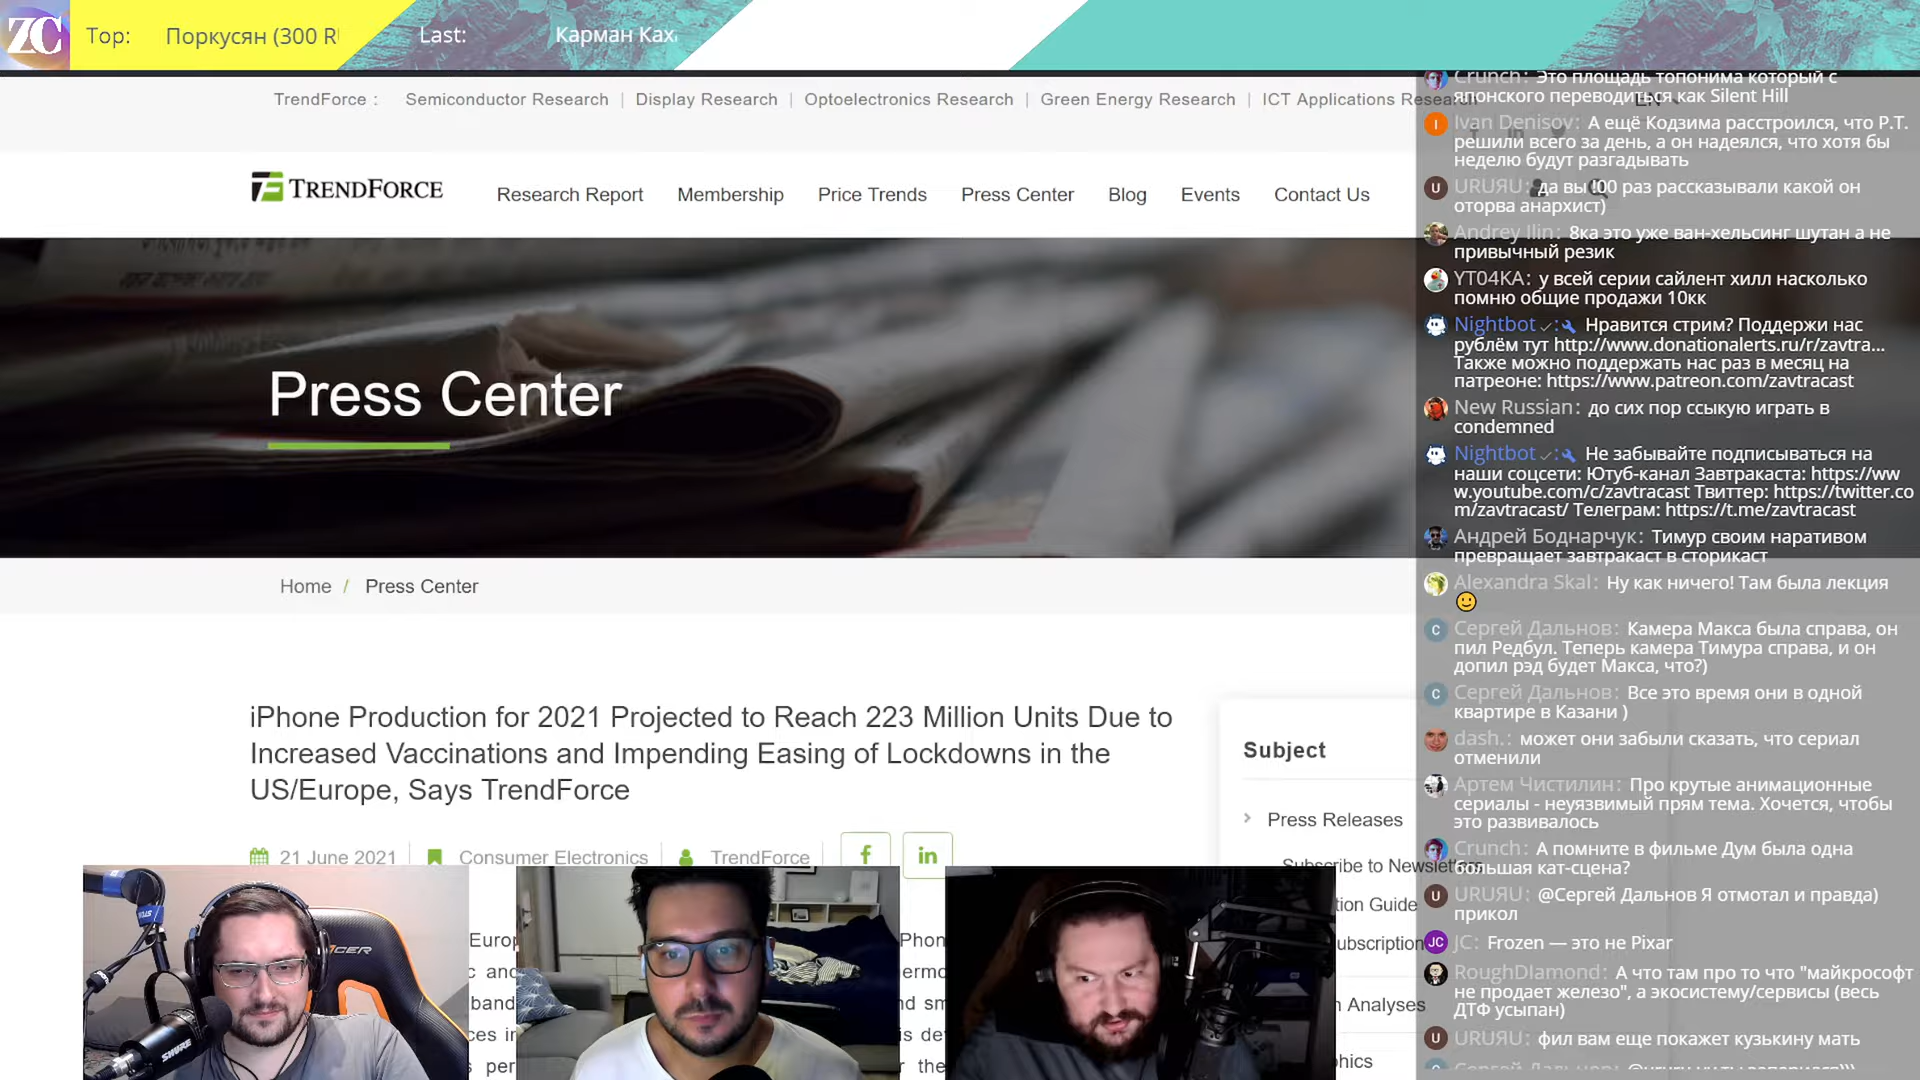 ZC
Top:
Поркусян (300 R
Last:
Карман Ках
TrendForce :
Semiconductor Research | Display Research | Optoelectronics Research | Green Energy Research | ICT Applications Research
EN
TRENDFORCE
Research Report
Membership
Price Trends
Press Center
Blog
Events
Contact Us
Press Center
Home / Press Center
iPhone Production for 2021 Projected to Reach 223 Million Units Due to
Increased Vaccinations and Impending Easing of Lockdowns in the
US/Europe, Says TrendForce
21 June 2021
Consumer Electronics
TrendForce
f
in
Subject
Press Releases
Subscribe to Newsletters
tion Guide
ubscription
Analyses
phics
SHURE
Crunch: Это площадь топонима который с
японского переводиться как Silent Hill
Ivan Denisov: А ещё Кодзима расстроился, что P.T.
решили всего за день, а он надеялся, что хотя бы
неделю будут разгадывать
URUЯU: да вы !00 раз рассказывали какой он
оторва анархист)
Andrey Ilin: 8ка это уже ван-хельсинг шутан а не
привычный резик
YT04KA: у всей серии сайлент хилл насколько
помню общие продажи 10кк
Nightbot: Нравится стрим? Поддержи нас
рублём тут http://www.donationalerts.ru/r/zavtra...
Также можно поддержать нас раз в месяц на
патреоне: https://www.patreon.com/zavtracast
New Russian: до сих пор ссыкую играть в
condemned
Nightbot: Не забывайте подписываться на
наши соцсети: Ютуб-канал Завтракаста: https://ww
w.youtube.com/c/zavtracast Твиттер: https://twitter.co
m/zavtracast/ Телеграм: https://t.me/zavtracast
Андрей Боднарчук: Тимур своим наративом
превращает завтракаст в сторикаст
Alexandra Skal: Ну как ничего! Там была лекция
Сергей Дальнов: Камера Макса была справа, он
пил Редбул. Теперь камера Тимура справа, и он
допил рэд будет Макса, что?)
Сергей Дальнов: Все это время они в одной
квартире в Казани )
dash.: может они забыли сказать, что сериал
отменили
Артем Чистилин: Про крутые анимационные
сериалы - неуязвимый прям тема. Хочется, чтобы
это развивалось
Crunch: А помните в фильме Дум была одна
большая кат-сцена?
URUЯU: @Сергей Дальнов Я отмотал и правда)
прикол
JC: Frozen — это не Pixar
RoughDlamond: А что там про то что "майкрософт
не продает железо", а экосистему/сервисы (весь
ДТФ усыпан)
URUЯU: фил вам еще покажет кузькину мать